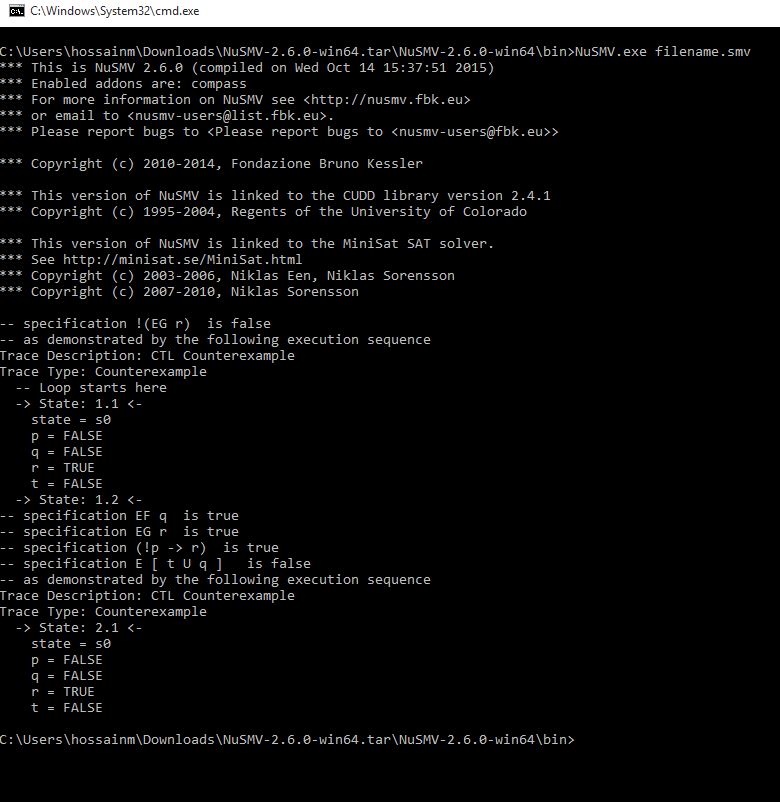 C:\Windows\System32\cmd.exe
C:\Users\hossainm\Downloads\NuSMV-2.6.0-win64.tar\NuSMV-2.6.0-win64\bin>NuSMV.exe filename.smv
*** This is NuSMV 2.6.0 (compiled on Wed Oct 14 15:37:51 2015)
*** Enabled addons are: compass
*** For more information on NuSMV see <http://nusmv.fbk.eu>
*** or email to <nusmv-users@list.fbk.eu>.
*** Please report bugs to <Please report bugs to <nusmv-users@fbk.eu>>
*** Copyright (c) 2010-2014, Fondazione Bruno Kessler
*** This version of NuSMV is linked to the CUDD library version 2.4.1
*** Copyright (c) 1995-2004, Regents of the University of Colorado
*** This version of NuSMV is linked to the MiniSat SAT solver.
*** See http://minisat.se/MiniSat.html
*** Copyright (c) 2003-2006, Niklas Een, Niklas Sorensson
*** Copyright (c) 2007-2010, Niklas Sorensson
-- specification !(EG r)  is false
-- as demonstrated by the following execution sequence
Trace Description: CTL Counterexample
Trace Type: Counterexample
  -- Loop starts here
  -> State: 1.1 <-
    state = s0
    p = FALSE
    q = FALSE
    r = TRUE
    t = FALSE
  -> State: 1.2 <-
-- specification EF q  is true
-- specification EG r  is true
-- specification (!p -> r)  is true
-- specification E [ t U q ]   is false
-- as demonstrated by the following execution sequence
Trace Description: CTL Counterexample
Trace Type: Counterexample
  -> State: 2.1 <-
    state = s0
    p = FALSE
    q = FALSE
    r = TRUE
    t = FALSE
C:\Users\hossainm\Downloads\NuSMV-2.6.0-win64.tar\NuSMV-2.6.0-win64\bin>